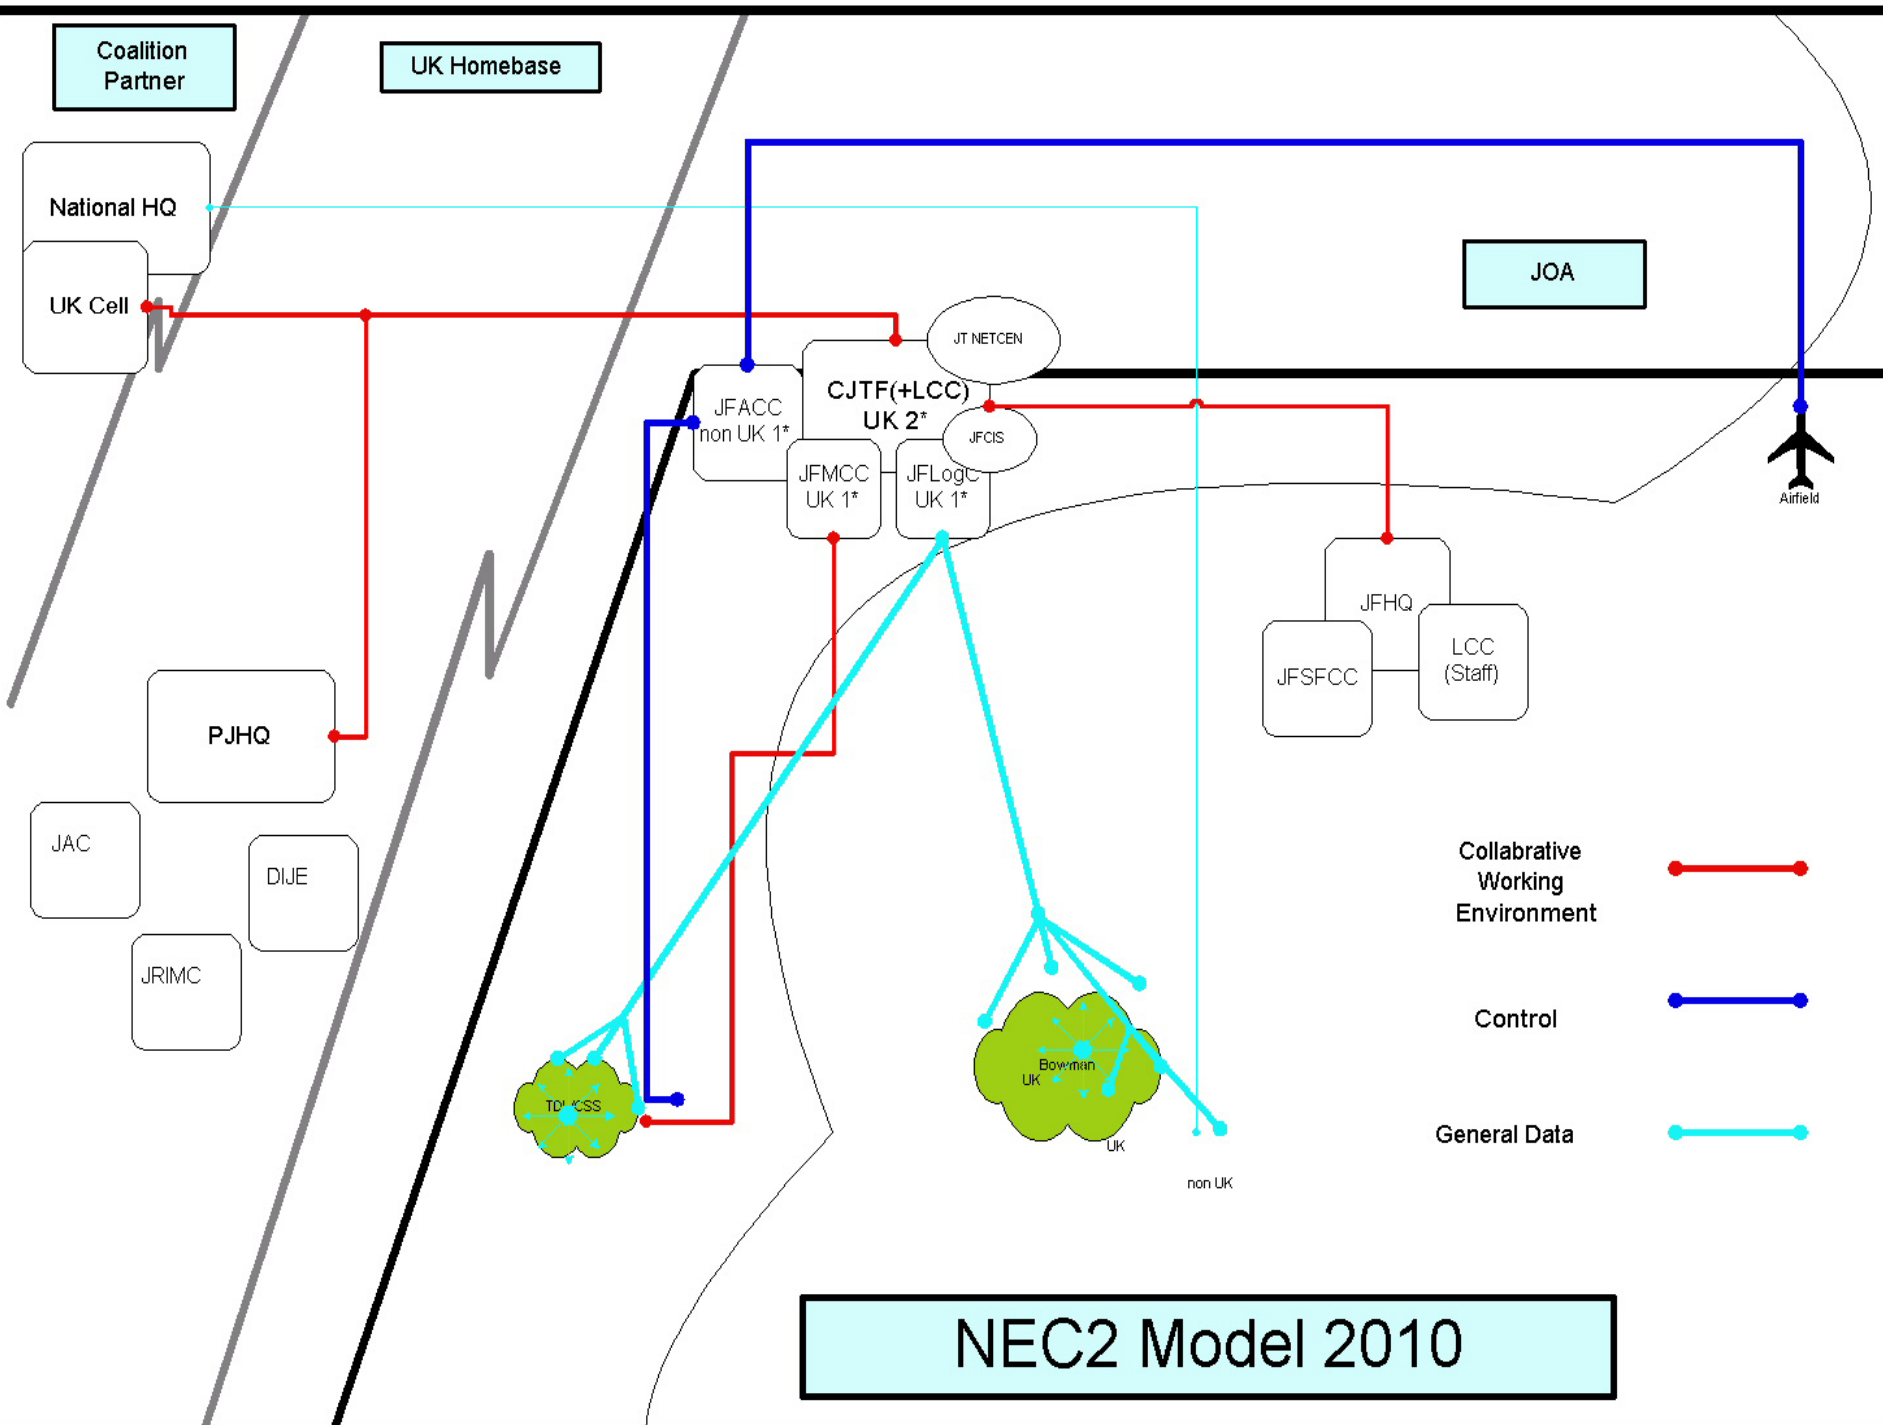 Coalition
Partner
UK Homebase
National HQ
UK Cell
JOA
JT NETCEN
CJTF(+LCC)
UK 2*
JFACC
non UK 1*
JFCIS
JFMCC
UK 1*
JFLogC
UK 1*
Airfield
JFHQ
LCC
(Staff)
JFSFCC
PJHQ
JAC
DIJE
JRIMC
Collabrative
Working
Environment
Control
General Data
Bowman
UK
UK
non UK
NEC2 Model 2010